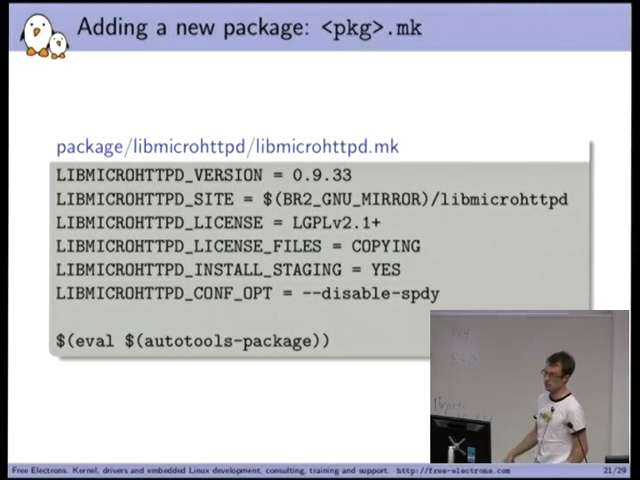 Adding a new package: <pkg>.mk
package/libmicrohttpd/libmicrohttpd.mk
LIBMICROHTTPD_VERSION = 0.9.33
LIBMICROHTTPD_SITE = $(BR2_GNU_MIRROR)/libmicrohttpd
LIBMICROHTTPD_LICENSE = LGPLv2.1+
LIBMICROHTTPD_LICENSE_FILES = COPYING
LIBMICROHTTPD_INSTALL_STAGING = YES
LIBMICROHTTPD_CONF_OPT = --disable-spdy
$(eval $(autotools-package))
Free Electrons. Kernel, drivers and embedded Linux development, consulting, training and support. http://free-electrons.com
21/29